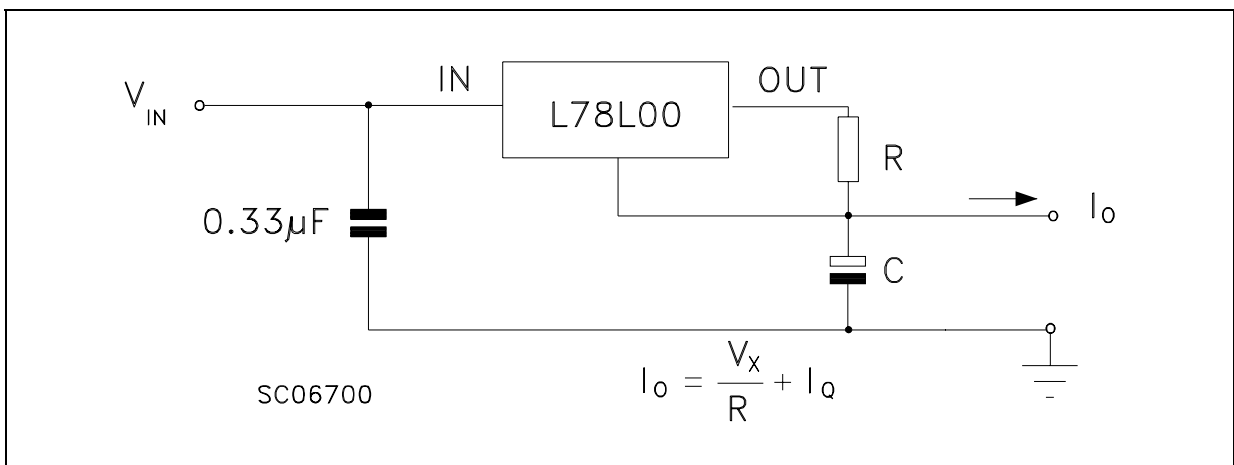 V_IN
IN
L78L00
OUT
R
0.33µF
I_O
C
SC06700
I_O = V_X/R + I_Q